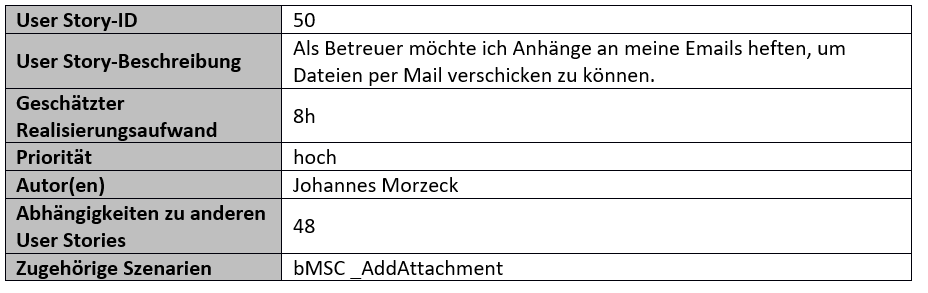 User Story-ID 50
User Story-Beschreibung
Als Betreuer möchte ich Anhänge an meine Emails heften, um
Dateien per Mail verschicken zu können.
Geschätzter
Realisierungsaufwand
8h
Priorität hoch
Autor(en) Johannes Morzeck
Abhängigkeiten zu anderen
User Stories
48
Zugehörige Szenarien bMSC _AddAttachment